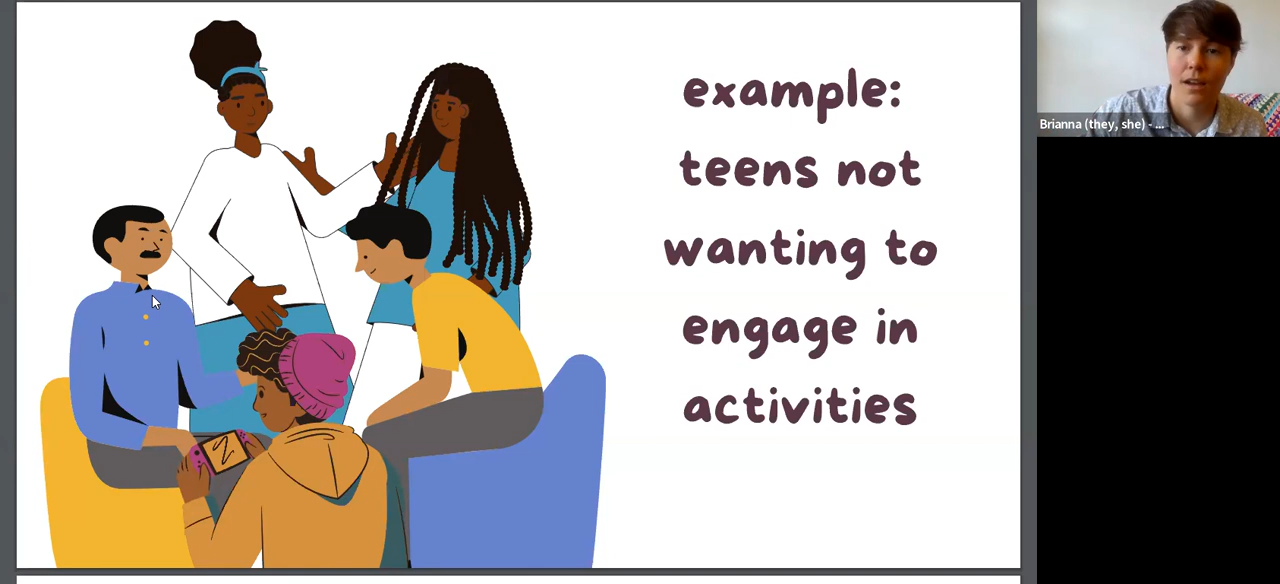 example:
teens not
wanting to
engage in
activities
Brianna (they, she) - ...